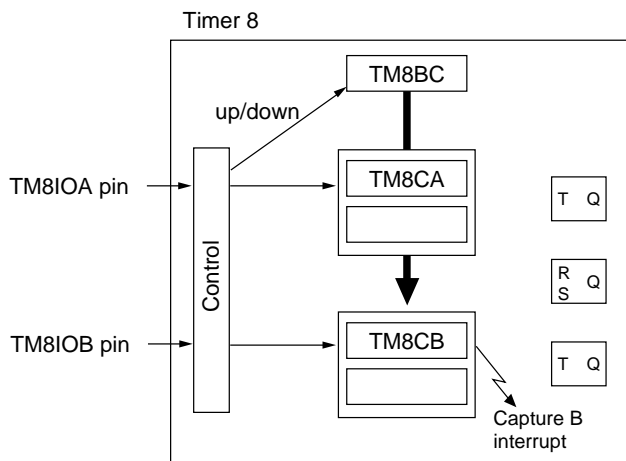 Timer 8
TM8BC
up/down
TM8IOA pin
TM8CA
T Q
Control
R Q
S
TM8IOB pin
TM8CB
T Q
Capture B
interrupt